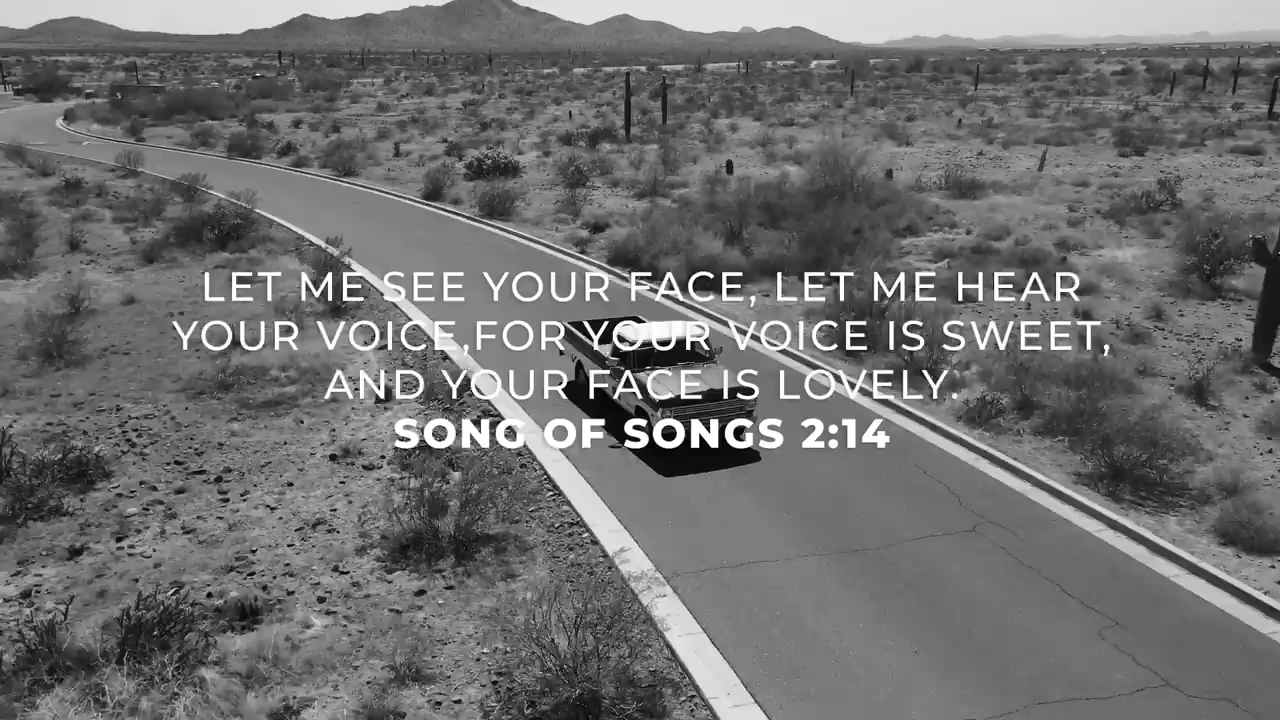 LET ME SEE YOUR FACE, LET ME HEAR
YOUR VOICE,FOR YOUR VOICE IS SWEET,
AND YOUR FACE IS LOVELY.
SONG OF SONGS 2:14